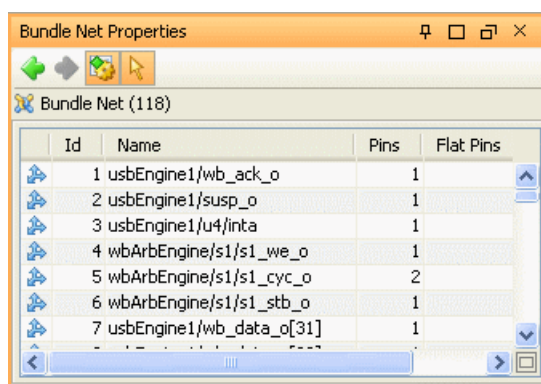 Bundle Net Properties
Bundle Net (118)
Id Name Pins Flat Pins
1 usbEngine1/wb_ack_o 1
2 usbEngine1/susp_o 1
3 usbEngine1/u4/inta 1
4 wbArbEngine/s1/s1_we_o 1
5 wbArbEngine/s1/s1_cyc_o 2
6 wbArbEngine/s1/s1_stb_o 1
7 usbEngine1/wb_data_o[31] 1